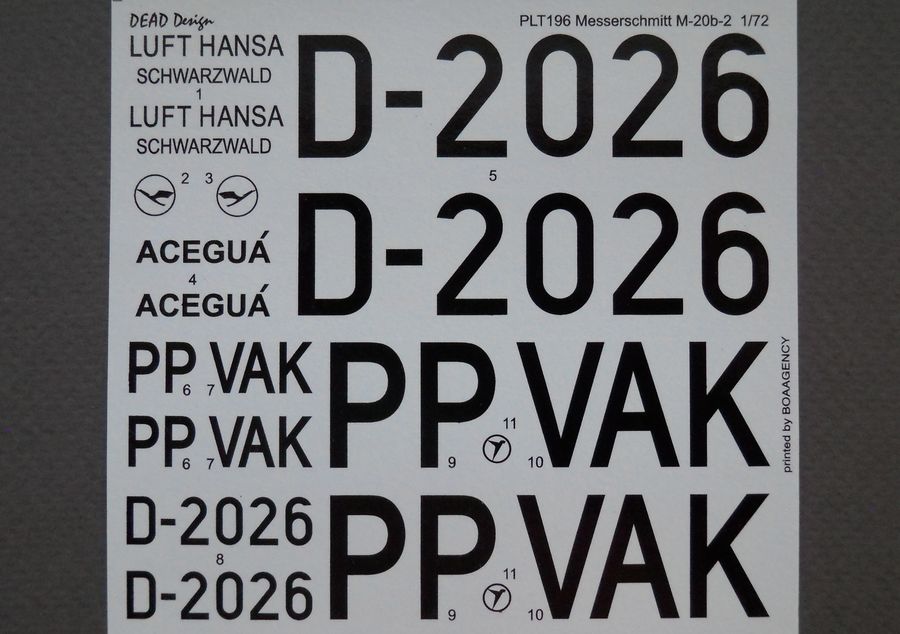 DEAD Design
PLT196 Messerschmitt M-20b-2 1/72
LUFT HANSA
SCHWARZWALD
1
LUFT HANSA
SCHWARZWALD
D-2026
2 3
5
ACEGUÁ
4
ACEGUÁ
D-2026
PP VAK
6 7
PP VAK
6 7
PP VAK
9 11 10
printed by BOAAGENCY
D-2026
8
D-2026
PP VAK
9 11 10